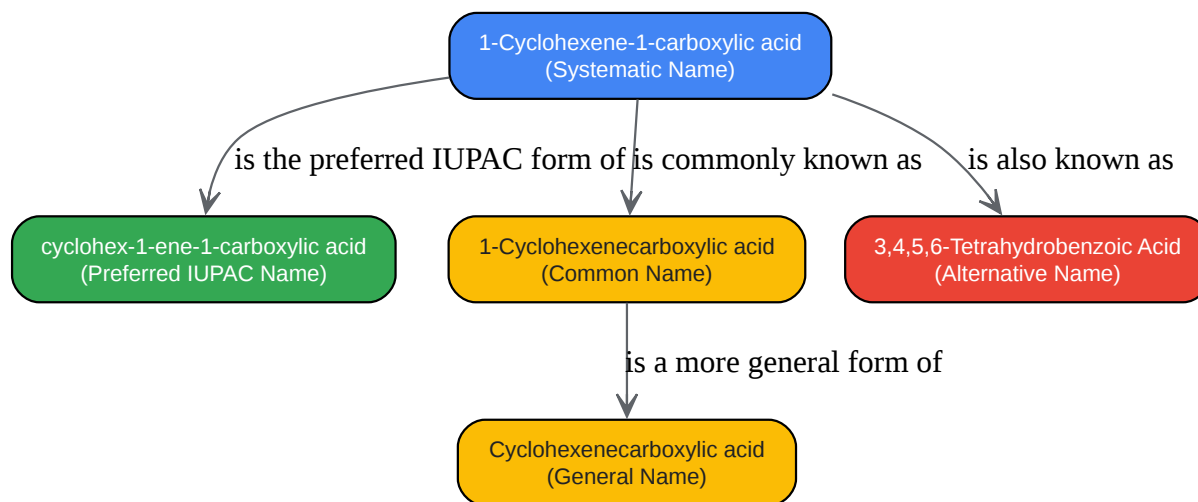 1-Cyclohexene-1-carboxylic acid
(Systematic Name)
is the preferred IUPAC form of
is commonly known as
is also known as
cyclohex-1-ene-1-carboxylic acid
(Preferred IUPAC Name)
1-Cyclohexenecarboxylic acid
(Common Name)
3,4,5,6-Tetrahydrobenzoic Acid
(Alternative Name)
is a more general form of
Cyclohexenecarboxylic acid
(General Name)